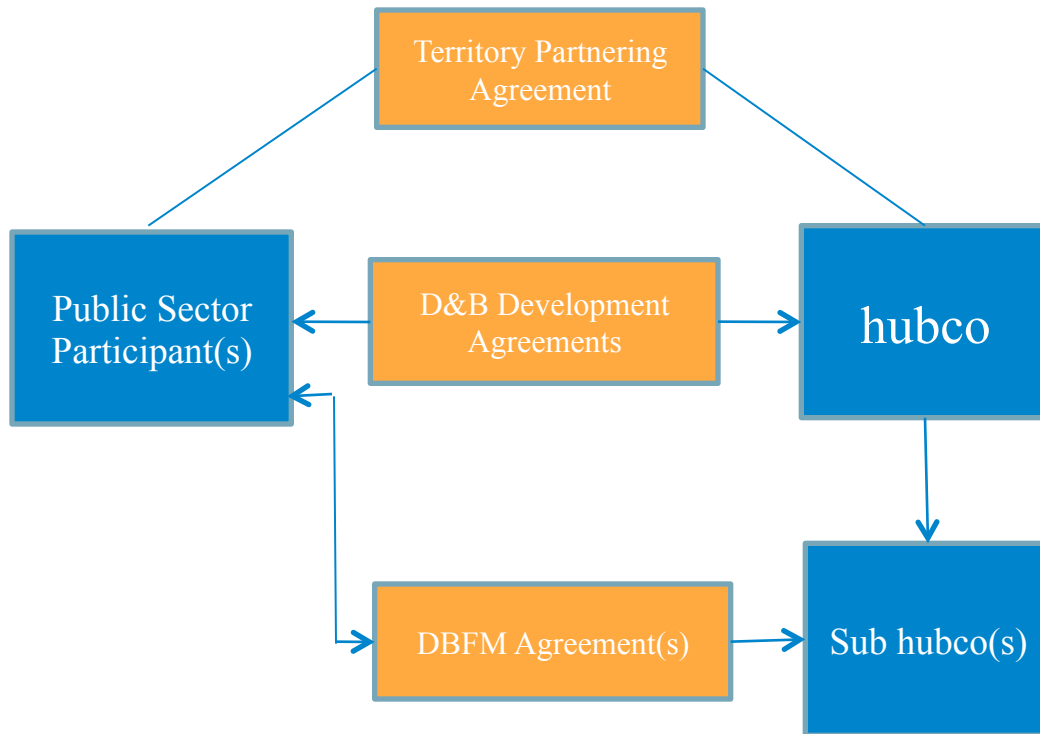 Territory Partnering
Agreement
Public Sector
Participant(s)
D&B Development
Agreements
hubco
DBFM Agreement(s)
Sub hubco(s)